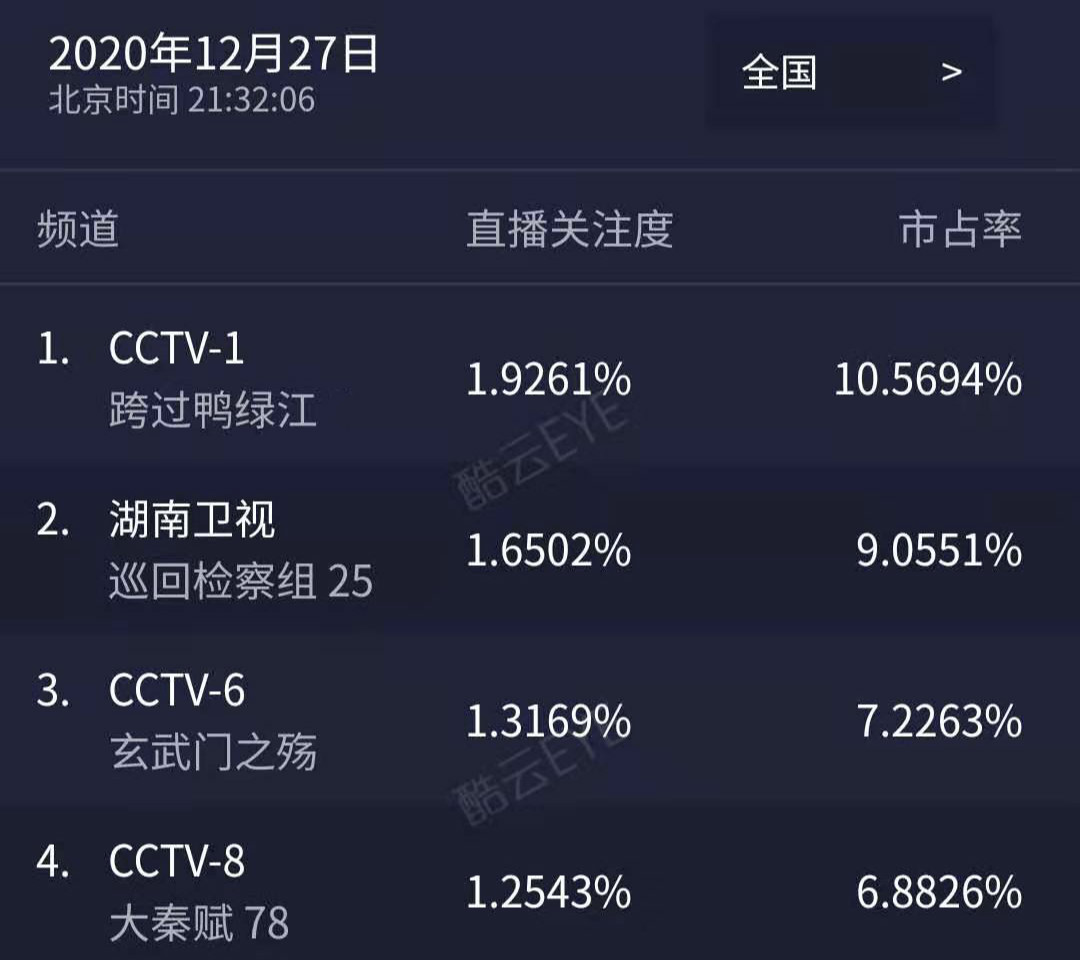 2020年12月27日
北京时间 21:32:06
全国 >
频道 直播关注度 市占率
1. CCTV-1
跨过鸭绿江
1.9261% 10.5694%
酷云EYE
2. 湖南卫视
巡回检察组 25
1.6502% 9.0551%
3. CCTV-6
玄武门之殇
1.3169% 7.2263%
酷云EYE
4. CCTV-8
大秦赋 78
1.2543% 6.8826%